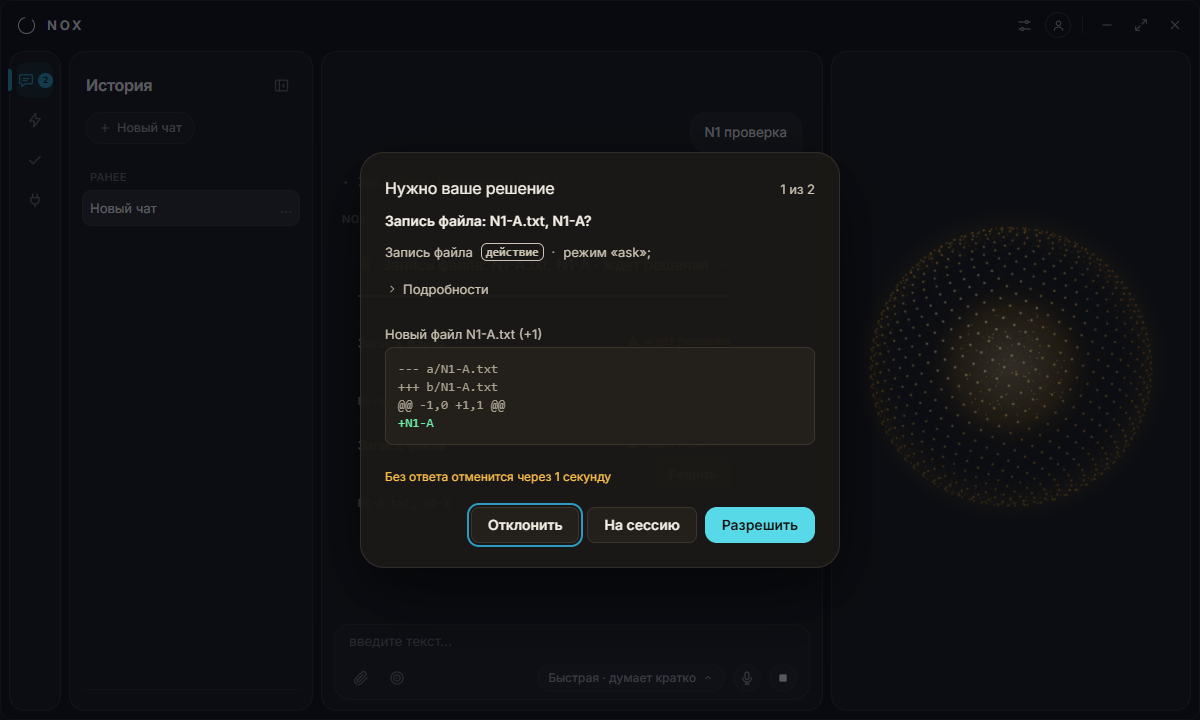 NOX
2
История
+ Новый чат
РАНЕЕ
Новый чат
...
N1 проверка
Нужно ваше решение
1 из 2
Запись файла: N1-A.txt, N1-A?
Запись файла действие · режим «ask»;
Подробности
Новый файл N1-A.txt (+1)
--- a/N1-A.txt
+++ b/N1-A.txt
@@ -1,0 +1,1 @@
+N1-A
Без ответа отменится через 1 секунду
Отклонить
На сессию
Разрешить
введите текст...
Быстрая · думает кратко